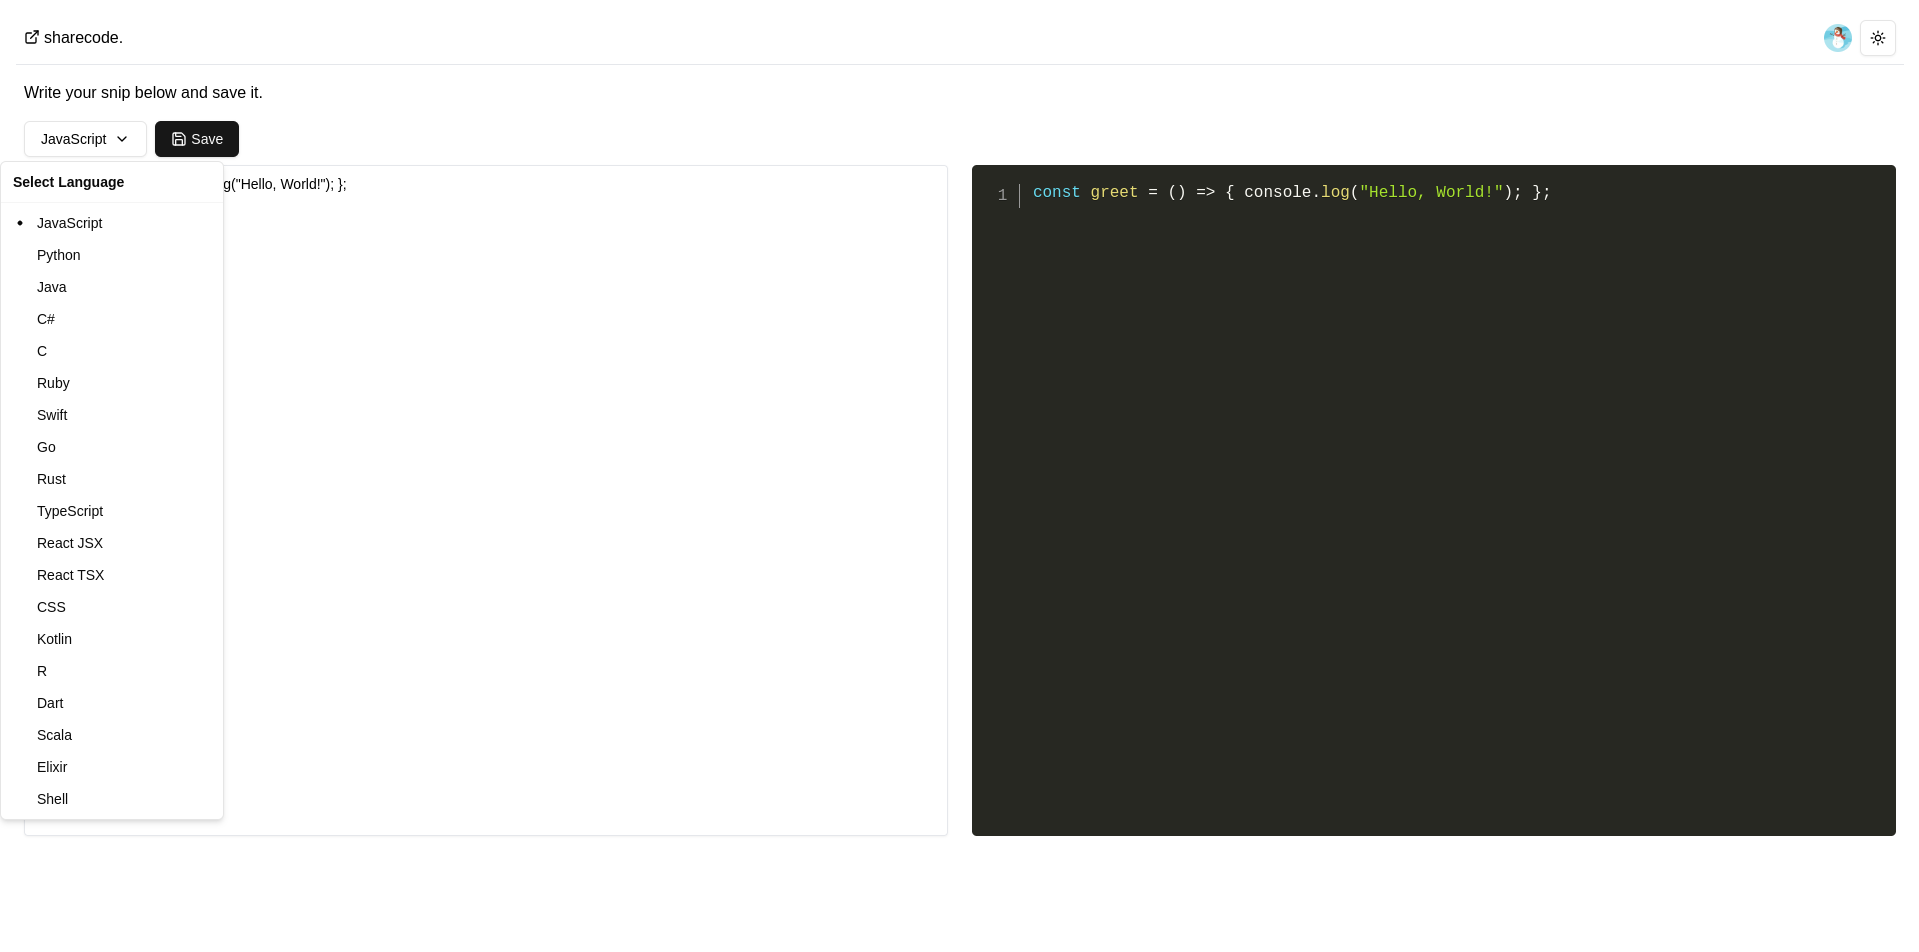 sharecode.
Write your snip below and save it.
JavaScript
Save
Select Language
g("Hello, World!"); };
JavaScript
Python
Java
C#
C
Ruby
Swift
Go
Rust
TypeScript
React JSX
React TSX
CSS
Kotlin
R
Dart
Scala
Elixir
Shell
1 const greet = () => { console.log("Hello, World!"); };